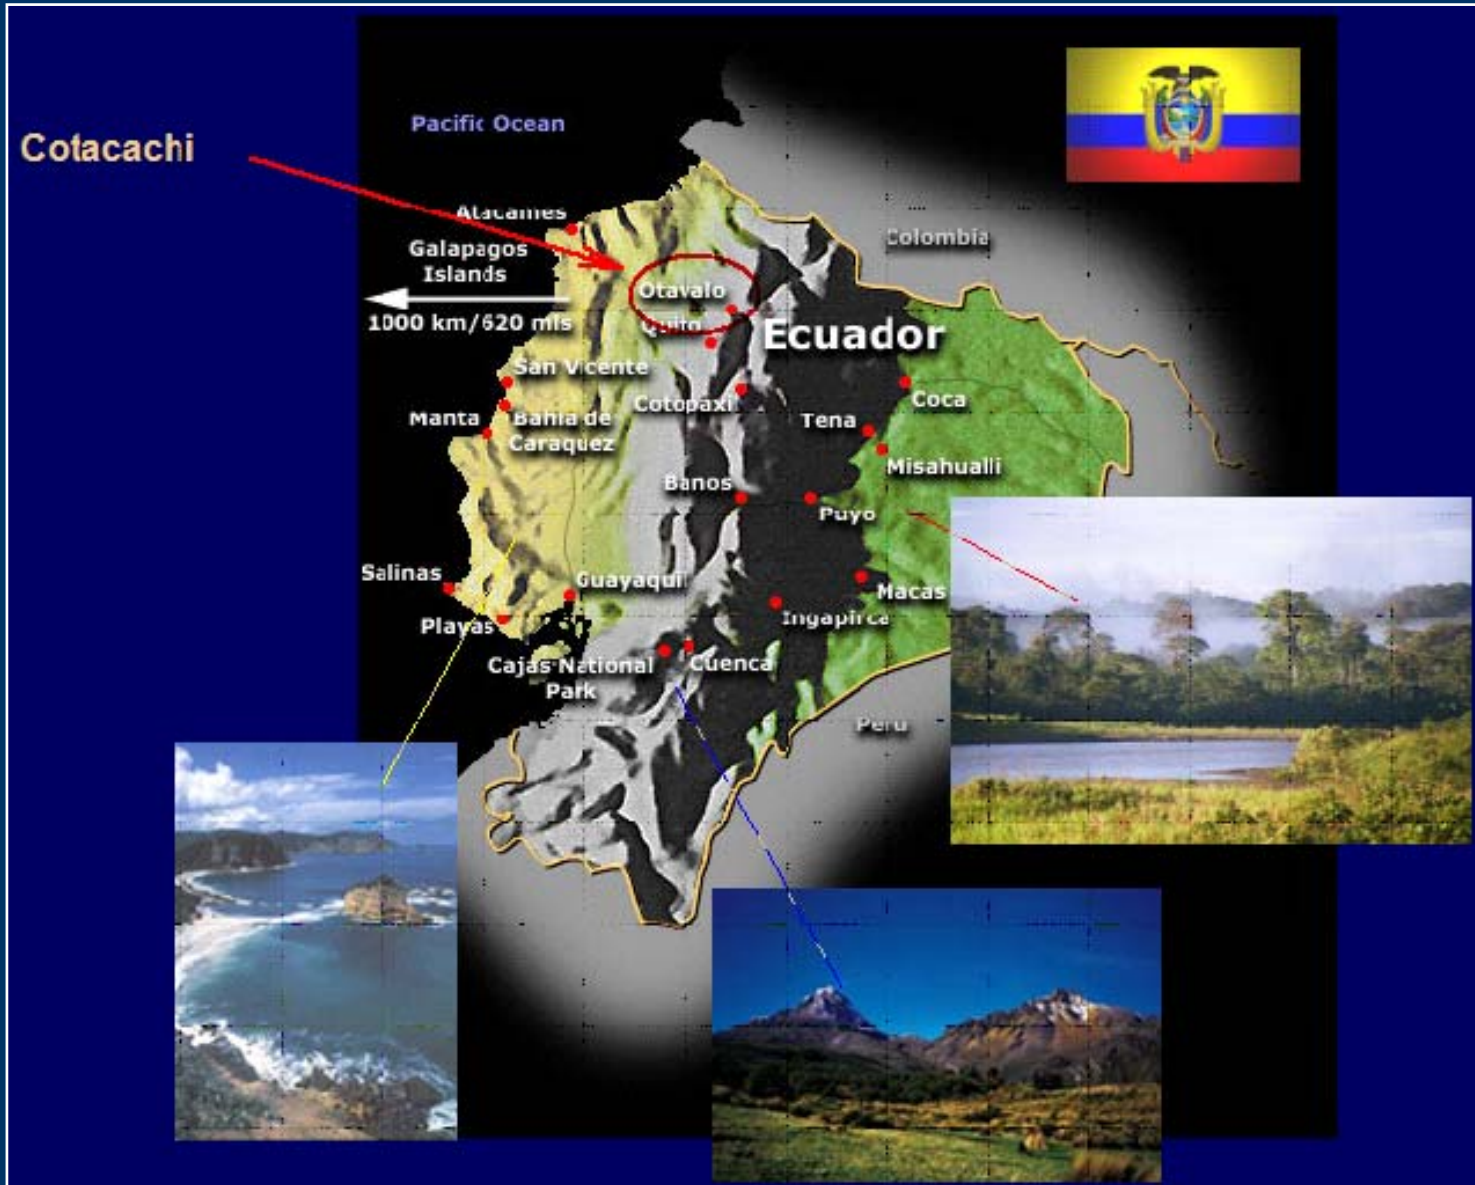 Pacific Ocean
Cotacachi
Atacames
Colombia
Galapagos
Islands
Otavalo
1000 km/620 mls
Quito
Ecuador
San Vicente
Cotopaxi
Coca
Manta
Bahia de
Caraquez
Tena
Misahualli
Banos
Puyo
Salinas
Guayaquil
Macas
Ingapirca
Playas
Cajas National
Park
Cuenca
Peru